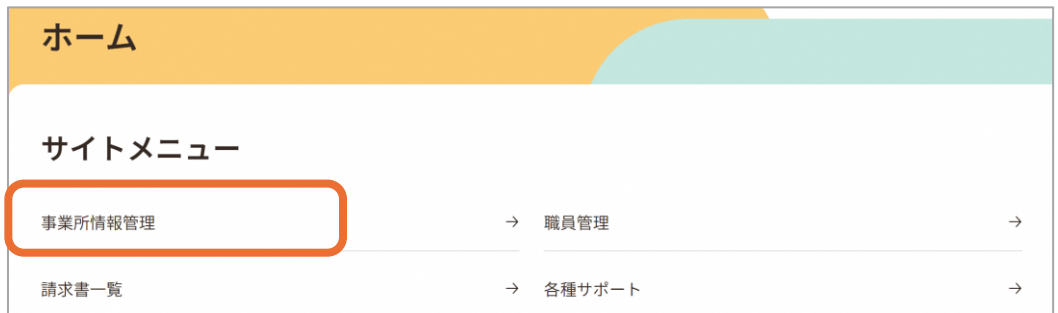 ホーム
サイトメニュー
事業所情報管理 →
職員管理 →
請求書一覧 →
各種サポート →